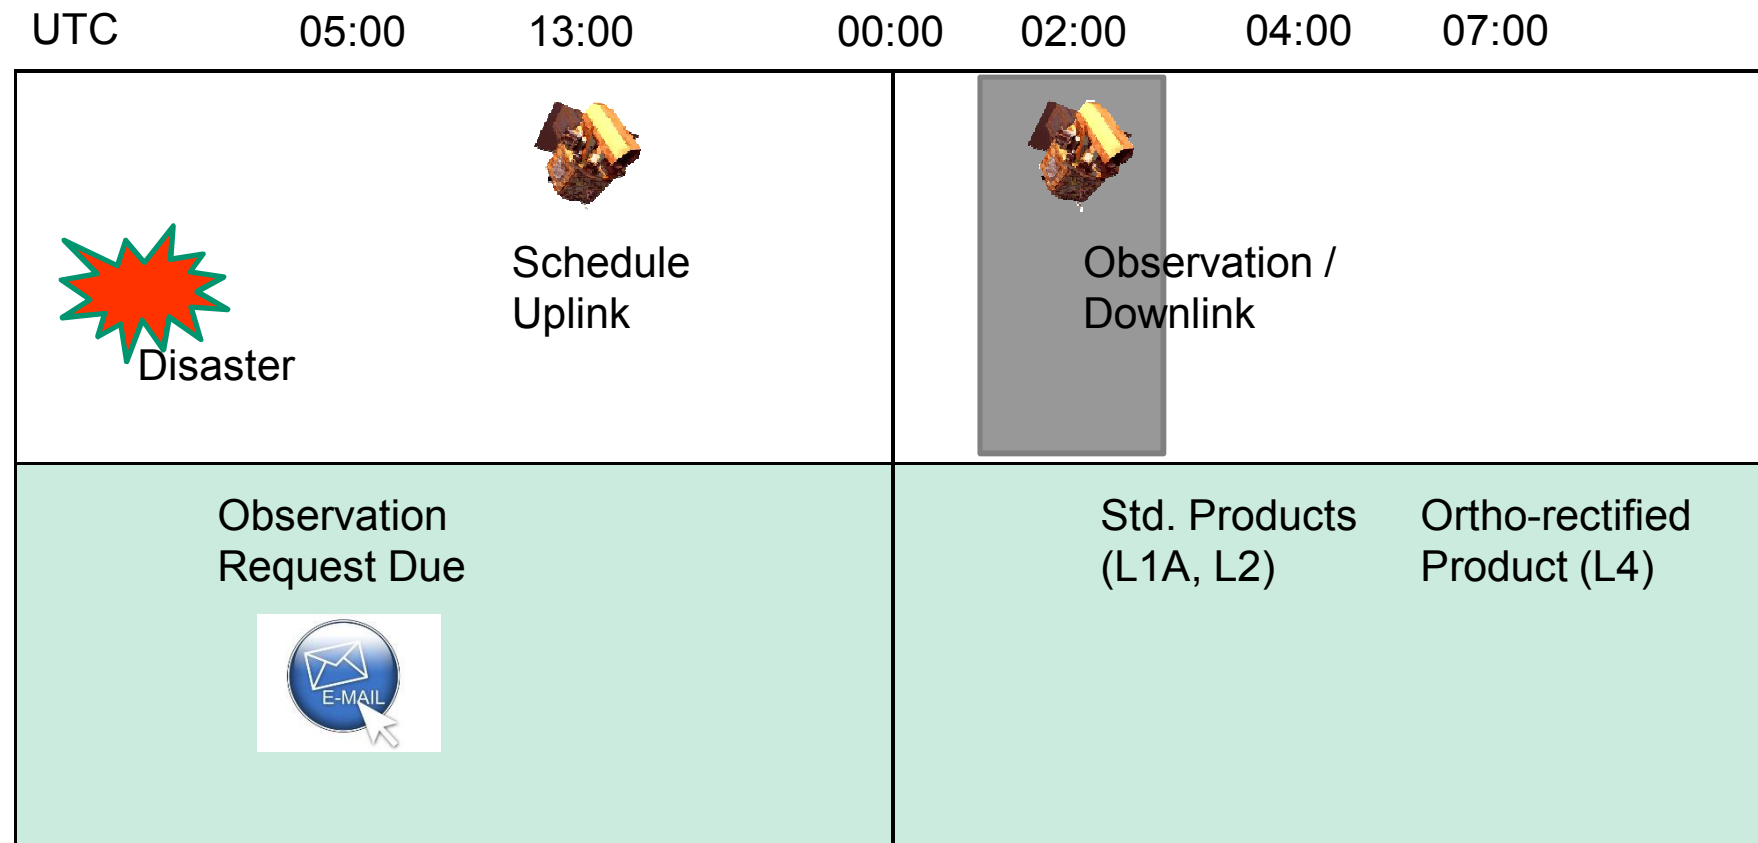 UTC 05:00 13:00 00:00 02:00 04:00 07:00
Schedule
Uplink
Observation /
Downlink
Disaster
Observation
Request Due
Std. Products
(L1A, L2)
Ortho-rectified
Product (L4)
E-MAIL